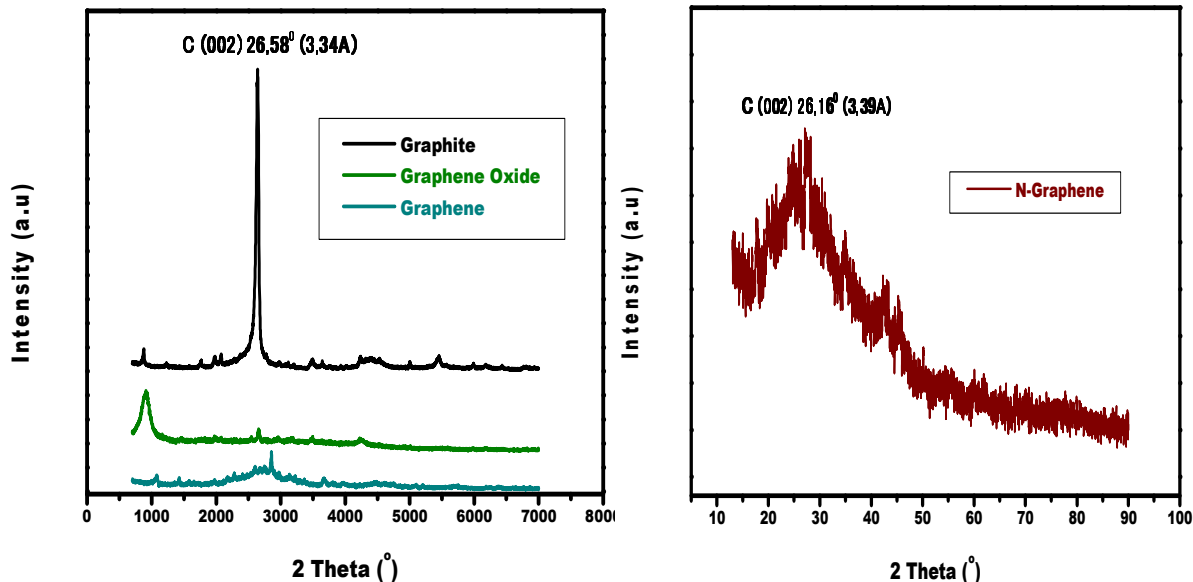 C (002) 26,58⁰ (3,34A)
Graphite
Graphene Oxide
Graphene
Intensity (a.u)
0 1000 2000 3000 4000 5000 6000 7000 8000
2 Theta (°)
C (002) 26,16⁰ (3,39A)
N-Graphene
Intensity (a.u)
10 20 30 40 50 60 70 80 90 100
2 Theta (°)